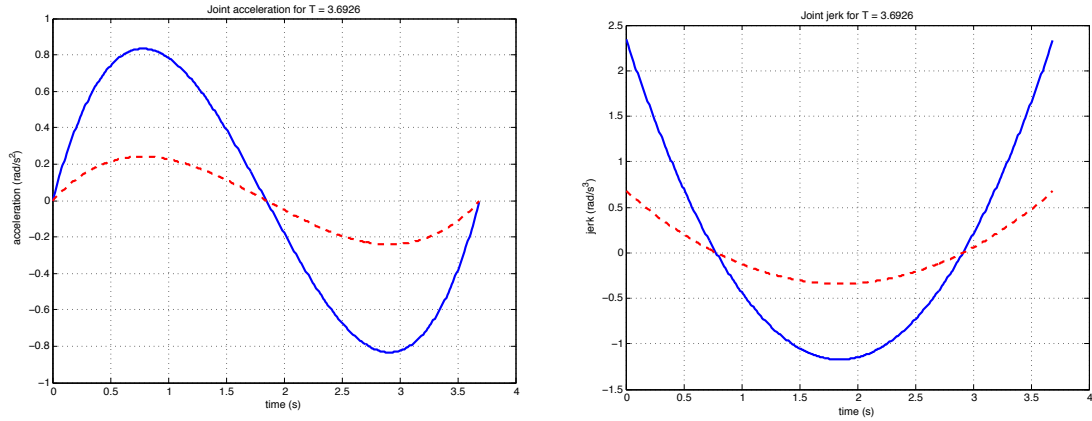 Joint acceleration for T = 3.6926
1
0.8
0.6
0.4
0.2
0
−0.2
−0.4
−0.6
−0.8
−1
acceleration (rad/s²)
0 0.5 1 1.5 2 2.5 3 3.5 4
time (s)
Joint jerk for T = 3.6926
2.5
2
1.5
1
0.5
0
−0.5
−1
−1.5
jerk (rad/s³)
0 0.5 1 1.5 2 2.5 3 3.5 4
time (s)